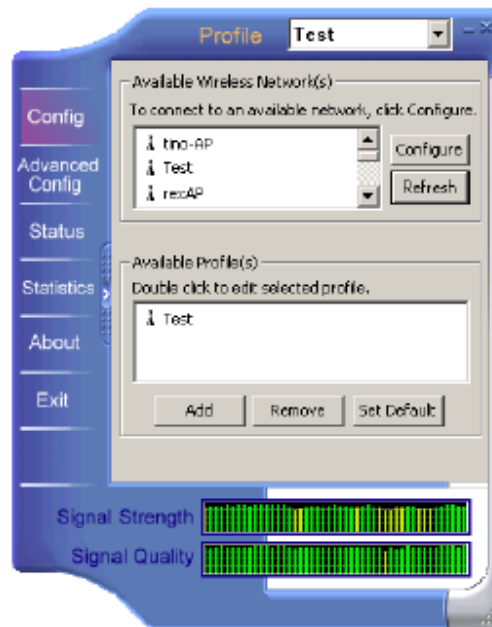 Profile Test
Available Wireless Network(s)
To connect to an available network, click Configure.
tino-AP
Test
rexAP
Configure
Refresh
Config
Advanced
Config
Status
Statistics
About
Exit
Available Profile(s)
Double click to edit selected profile.
Test
Add Remove Set Default
Signal Strength
Signal Quality